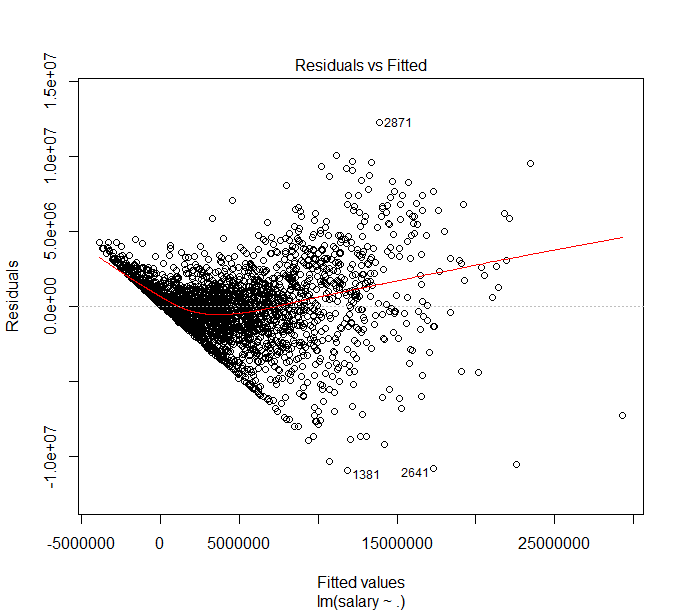 Residuals vs Fitted
1.5e+07
1.0e+07
5.0e+06
0.0e+00
-1.0e+07
Residuals
2871
1381
2641
-5000000 0 5000000 15000000 25000000
Fitted values
lm(salary ~ .)